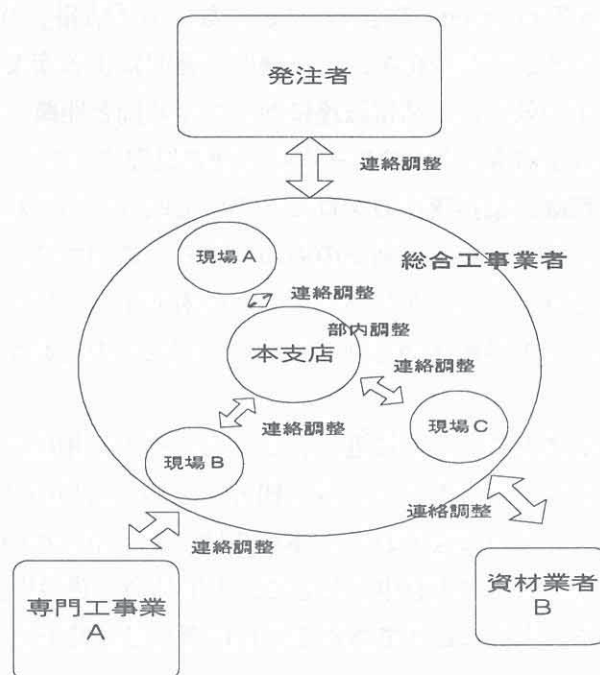 発注者
連絡調整
総合工事業者
現場A
連絡調整
部内調整
本支店
連絡調整
連絡調整
現場B
現場C
連絡調整
連絡調整
専門工事業
A
資材業者
B